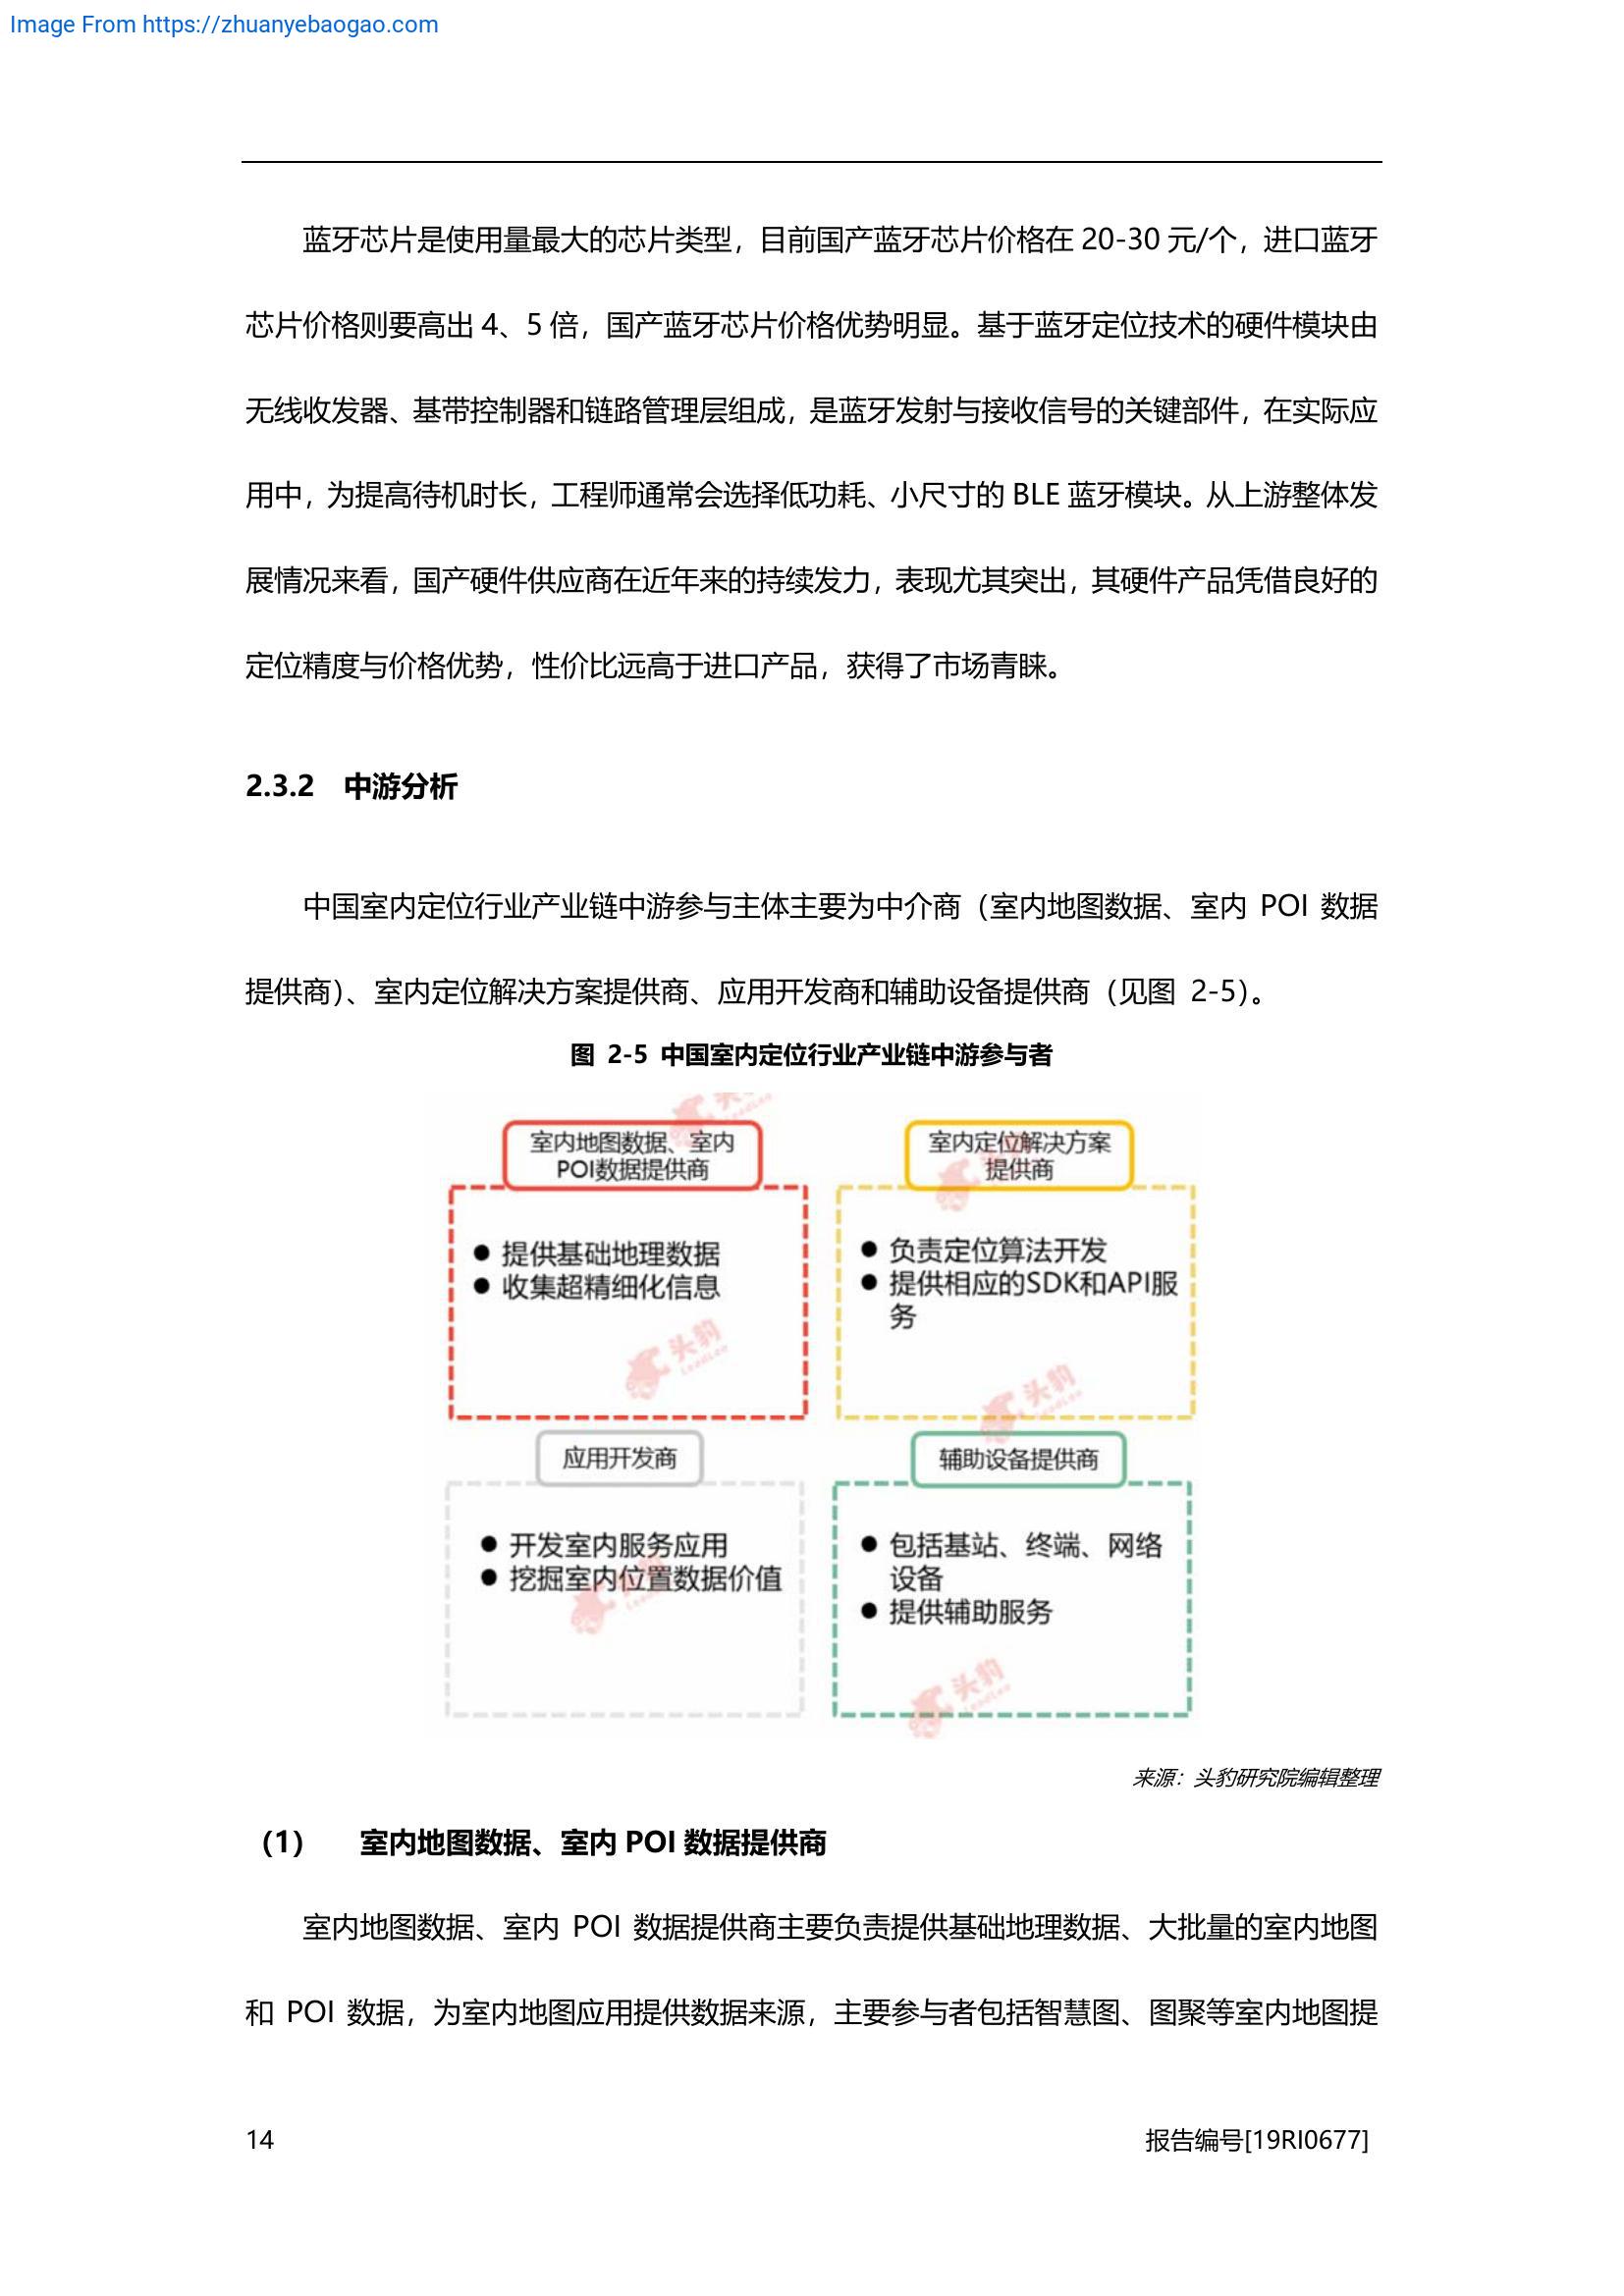 Image From https://zhuanyebaogao.com
蓝牙芯片是使用量最大的芯片类型，目前国产蓝牙芯片价格在 20-30 元/个，进口蓝牙
芯片价格则要高出 4、5 倍，国产蓝牙芯片价格优势明显。基于蓝牙定位技术的硬件模块由
无线收发器、基带控制器和链路管理层组成，是蓝牙发射与接收信号的关键部件，在实际应
用中，为提高待机时长，工程师通常会选择低功耗、小尺寸的 BLE 蓝牙模块。从上游整体发
展情况来看，国产硬件供应商在近年来的持续发力，表现尤其突出，其硬件产品凭借良好的
定位精度与价格优势，性价比远高于进口产品，获得了市场青睐。
2.3.2 中游分析
中国室内定位行业产业链中游参与主体主要为中介商（室内地图数据、室内 POI 数据
提供商）、室内定位解决方案提供商、应用开发商和辅助设备提供商（见图 2-5）。
图 2-5 中国室内定位行业产业链中游参与者
室内地图数据、室内
POI数据提供商
● 提供基础地理数据
● 收集超精细化信息
室内定位解决方案
提供商
● 负责定位算法开发
● 提供相应的SDK和API服
务
应用开发商
● 开发室内服务应用
● 挖掘室内位置数据价值
辅助设备提供商
● 包括基站、终端、网络
设备
● 提供辅助服务
头豹
LeadLeo
头豹
LeadLeo
头豹
LeadLeo
来源：头豹研究院编辑整理
（1） 室内地图数据、室内 POI 数据提供商
室内地图数据、室内 POI 数据提供商主要负责提供基础地理数据、大批量的室内地图
和 POI 数据，为室内地图应用提供数据来源，主要参与者包括智慧图、图聚等室内地图提
14
报告编号[19RI0677]